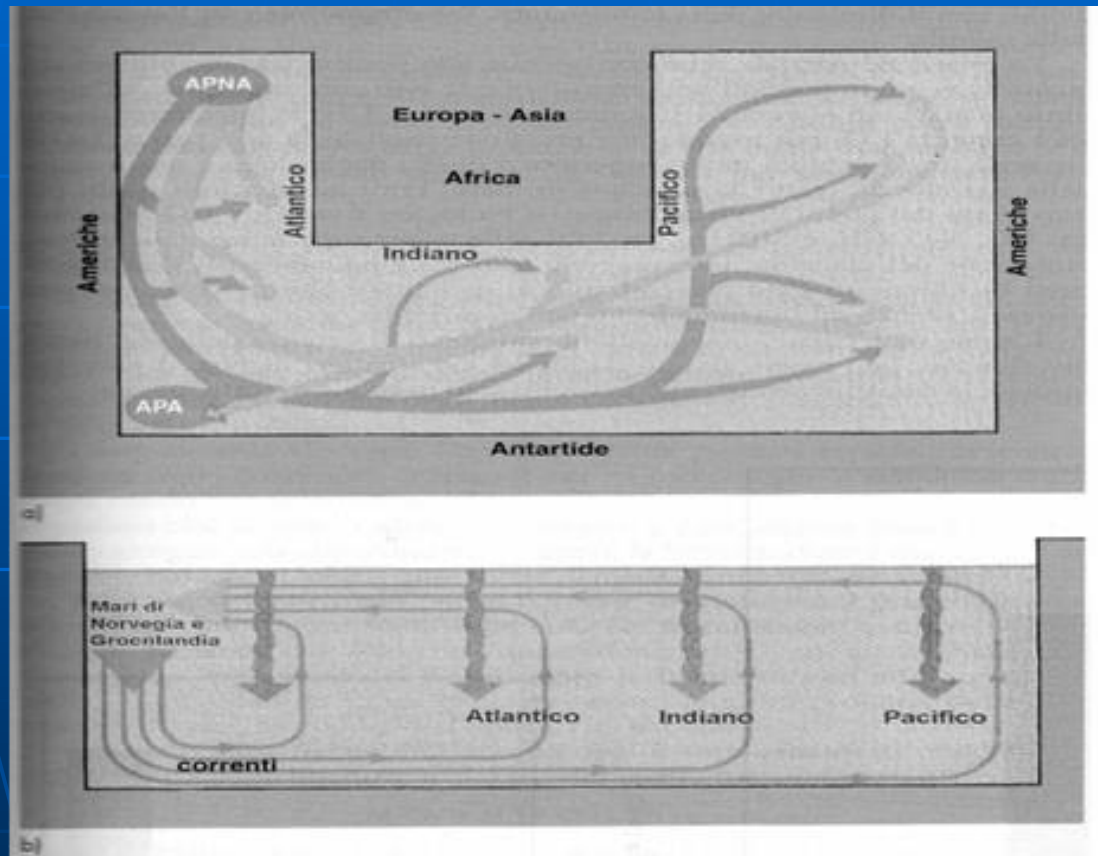 APNA
Europa - Asia
Africa
Atlantico
Pacifico
Americhe
Americhe
Indiano
APA
Antartide
a)
Mari di
Norvegia e
Groenlandia
Atlantico
Indiano
Pacifico
correnti
b)